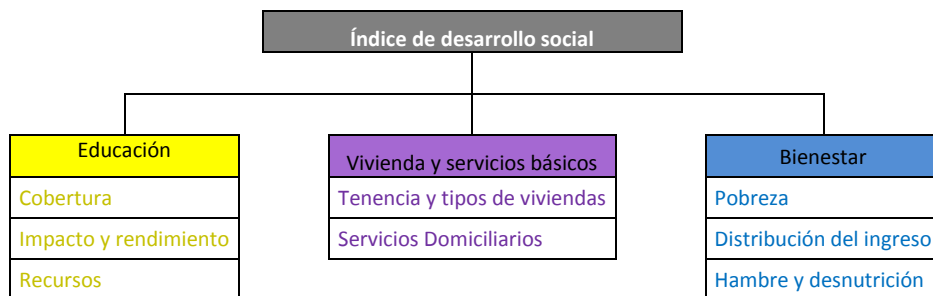 Índice de desarrollo social
Educación
Cobertura
Impacto y rendimiento
Recursos
Vivienda y servicios básicos
Tenencia y tipos de viviendas
Servicios Domiciliarios
Bienestar
Pobreza
Distribución del ingreso
Hambre y desnutrición